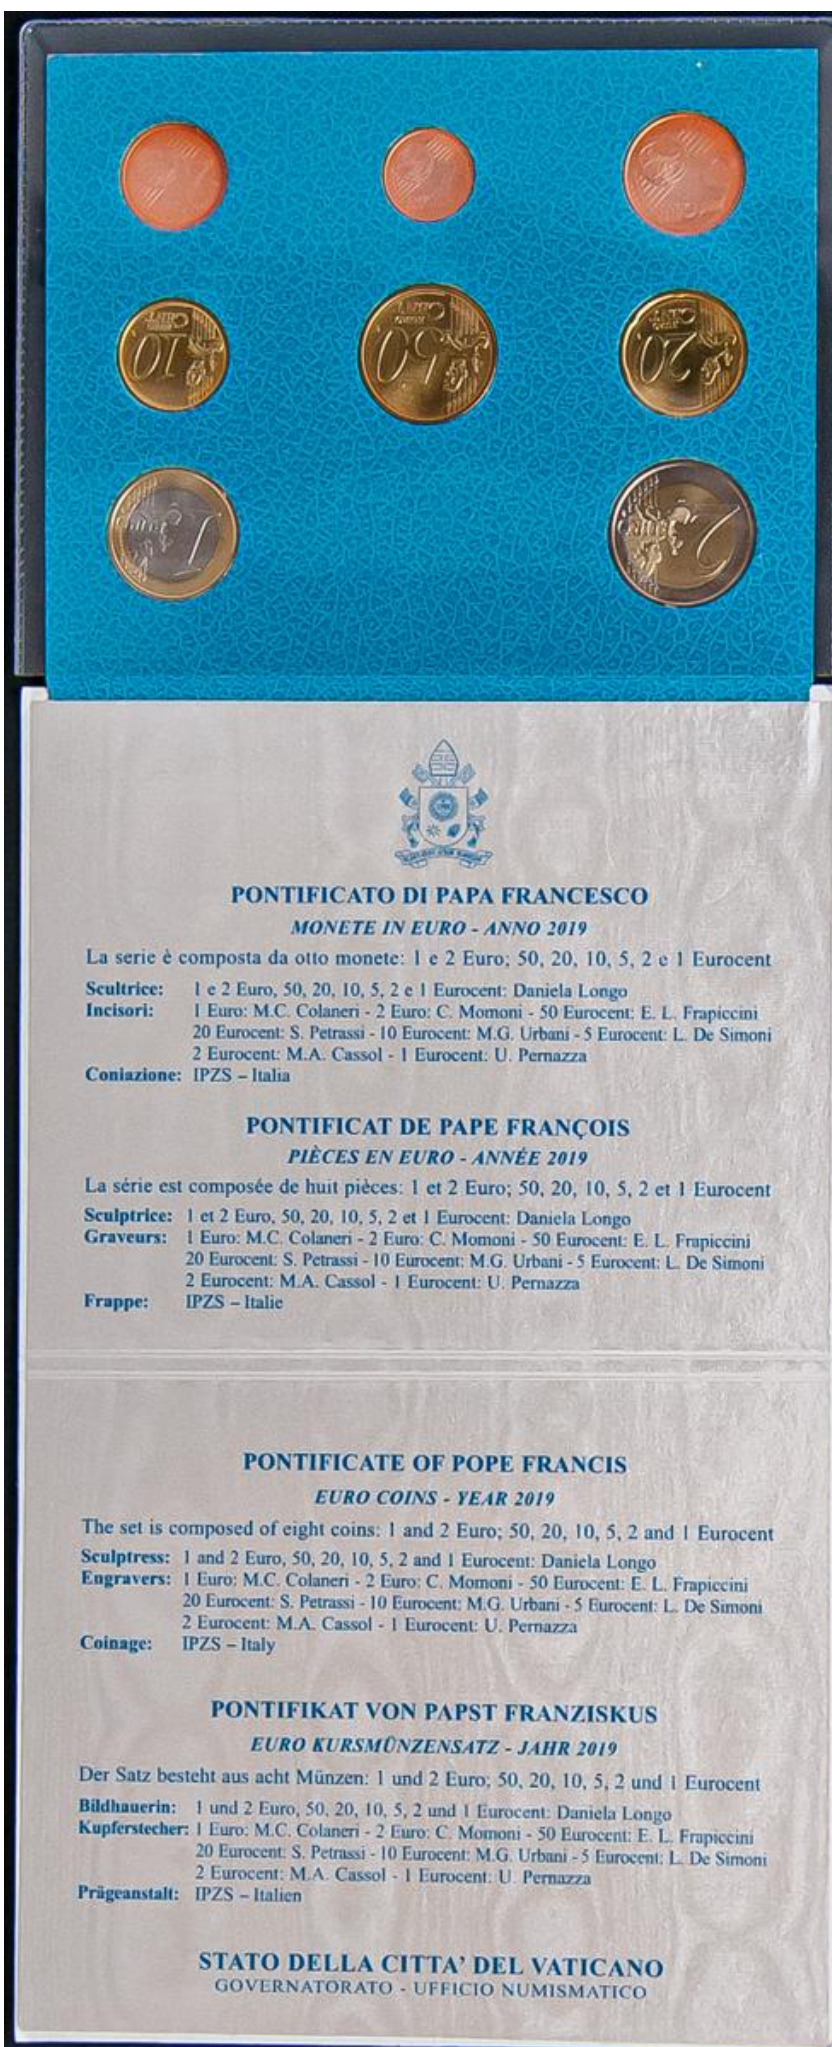 10
EURO
CENT
50
EURO
CENT
20
EURO
CENT
1
2
PONTIFICATO DI PAPA FRANCESCO
MONETE IN EURO - ANNO 2019
La serie è composta da otto monete: 1 e 2 Euro; 50, 20, 10, 5, 2 e 1 Eurocent
Scultrice: 1 e 2 Euro, 50, 20, 10, 5, 2 e 1 Eurocent: Daniela Longo
Incisori: 1 Euro: M.C. Colaneri - 2 Euro: C. Momoni - 50 Eurocent: E. L. Frapiccini
20 Eurocent: S. Petrassi - 10 Eurocent: M.G. Urbani - 5 Eurocent: L. De Simoni
2 Eurocent: M.A. Cassol - 1 Eurocent: U. Pernazza
Coniazione: IPZS – Italia
PONTIFICAT DE PAPE FRANÇOIS
PIÈCES EN EURO - ANNÉE 2019
La série est composée de huit pièces: 1 et 2 Euro; 50, 20, 10, 5, 2 et 1 Eurocent
Sculptrice: 1 et 2 Euro, 50, 20, 10, 5, 2 et 1 Eurocent: Daniela Longo
Graveurs: 1 Euro: M.C. Colaneri - 2 Euro: C. Momoni - 50 Eurocent: E. L. Frapiccini
20 Eurocent: S. Petrassi - 10 Eurocent: M.G. Urbani - 5 Eurocent: L. De Simoni
2 Eurocent: M.A. Cassol - 1 Eurocent: U. Pernazza
Frappe: IPZS – Italie
PONTIFICATE OF POPE FRANCIS
EURO COINS - YEAR 2019
The set is composed of eight coins: 1 and 2 Euro; 50, 20, 10, 5, 2 and 1 Eurocent
Sculptress: 1 and 2 Euro, 50, 20, 10, 5, 2 and 1 Eurocent: Daniela Longo
Engravers: 1 Euro: M.C. Colaneri - 2 Euro: C. Momoni - 50 Eurocent: E. L. Frapiccini
20 Eurocent: S. Petrassi - 10 Eurocent: M.G. Urbani - 5 Eurocent: L. De Simoni
2 Eurocent: M.A. Cassol - 1 Eurocent: U. Pernazza
Coinage: IPZS – Italy
PONTIFIKAT VON PAPST FRANZISKUS
EURO KURSMÜNZENSATZ - JAHR 2019
Der Satz besteht aus acht Münzen: 1 und 2 Euro; 50, 20, 10, 5, 2 und 1 Eurocent
Bildhauerin: 1 und 2 Euro, 50, 20, 10, 5, 2 und 1 Eurocent: Daniela Longo
Kupferstecher: 1 Euro: M.C. Colaneri - 2 Euro: C. Momoni - 50 Eurocent: E. L. Frapiccini
20 Eurocent: S. Petrassi - 10 Eurocent: M.G. Urbani - 5 Eurocent: L. De Simoni
2 Eurocent: M.A. Cassol - 1 Eurocent: U. Pernazza
Prägeanstalt: IPZS – Italien
STATO DELLA CITTA' DEL VATICANO
GOVERNATORATO - UFFICIO NUMISMATICO